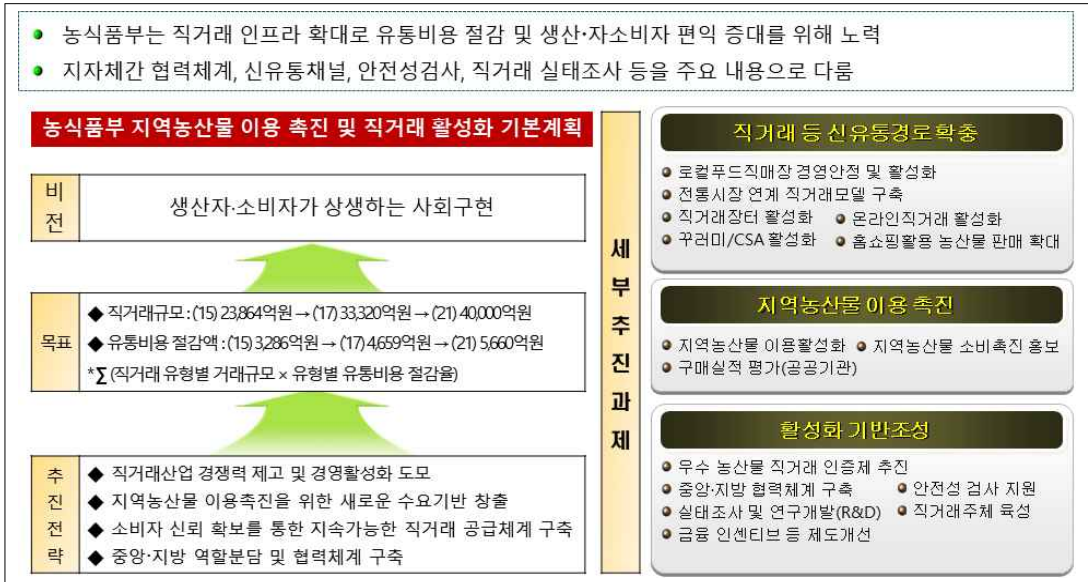 농식품부는 직거래 인프라 확대로 유통비용 절감 및 생산·자소비자 편익 증대를 위해 노력
지자체간 협력체계, 신유통채널, 안전성검사, 직거래 실태조사 등을 주요 내용으로 다룸
농식품부 지역농산물 이용 촉진 및 직거래 활성화 기본계획
비전
생산자·소비자가 상생하는 사회구현
목표
◆ 직거래규모 : (15) 23,864억원 → (17) 33,320억원 → (21) 40,000억원
◆ 유통비용 절감액 : (15) 3,286억원 → (17) 4,659억원 → (21) 5,660억원
*∑ (직거래 유형별 거래규모 × 유형별 유통비용 절감율)
추진전략
◆ 직거래산업 경쟁력 제고 및 경영활성화 도모
◆ 지역농산물 이용촉진을 위한 새로운 수요기반 창출
◆ 소비자 신뢰 확보를 통한 지속가능한 직거래 공급체계 구축
◆ 중앙·지방 역할분담 및 협력체계 구축
세부추진과제
직거래 등 신유통경로 확충
로컬푸드직매장 경영안정 및 활성화
전통시장 연계 직거래모델 구축
직거래장터 활성화 온라인직거래 활성화
꾸러미/CSA 활성화 홈쇼핑활용 농산물 판매 확대
지역농산물 이용 촉진
지역농산물 이용활성화 지역농산물 소비촉진 홍보
구매실적 평가(공공기관)
활성화 기반조성
우수 농산물 직거래 인증제 추진
중앙·지방 협력체계 구축 안전성 검사 지원
실태조사 및 연구개발(R&D) 직거래주체 육성
금융 인센티브 등 제도개선